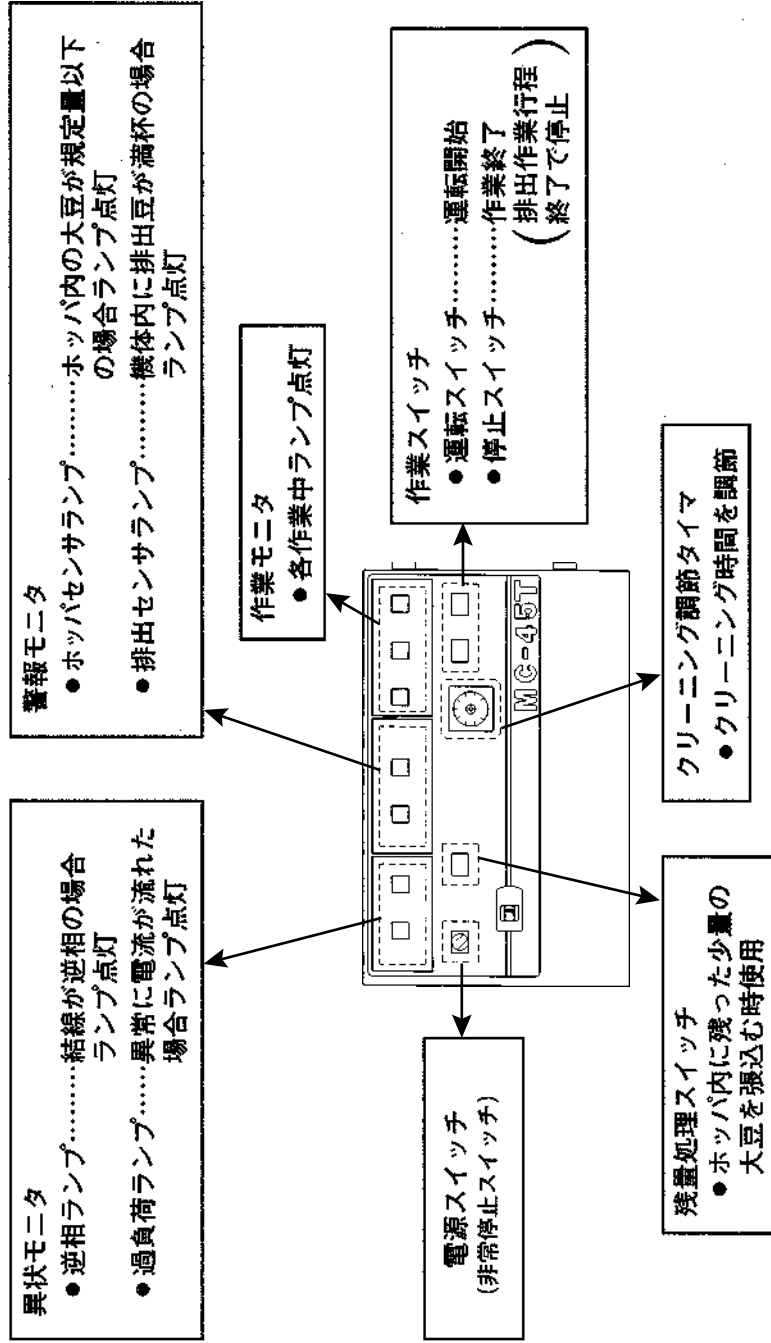 異状モニタ
●逆相ランプ………結線が逆相の場合
ランプ点灯
●過負荷ランプ……異常に電流が流れた
場合ランプ点灯
警報モニタ
●ホッパセンサランプ………ホッパ内の大豆が規定量以下
の場合ランプ点灯
●排出センサランプ………機体内に排出豆が満杯の場合
ランプ点灯
作業モニタ
●各作業中ランプ点灯
電源スイッチ
(非常停止スイッチ)
MC-45T
作業スイッチ
●運転スイッチ………運転開始
●停止スイッチ………作業終了
(排出作業行程
終了で停止)
残量処理スイッチ
●ホッパ内に残った少量の
大豆を張込む時使用
クリーニング調節タイマ
●クリーニング時間を調節